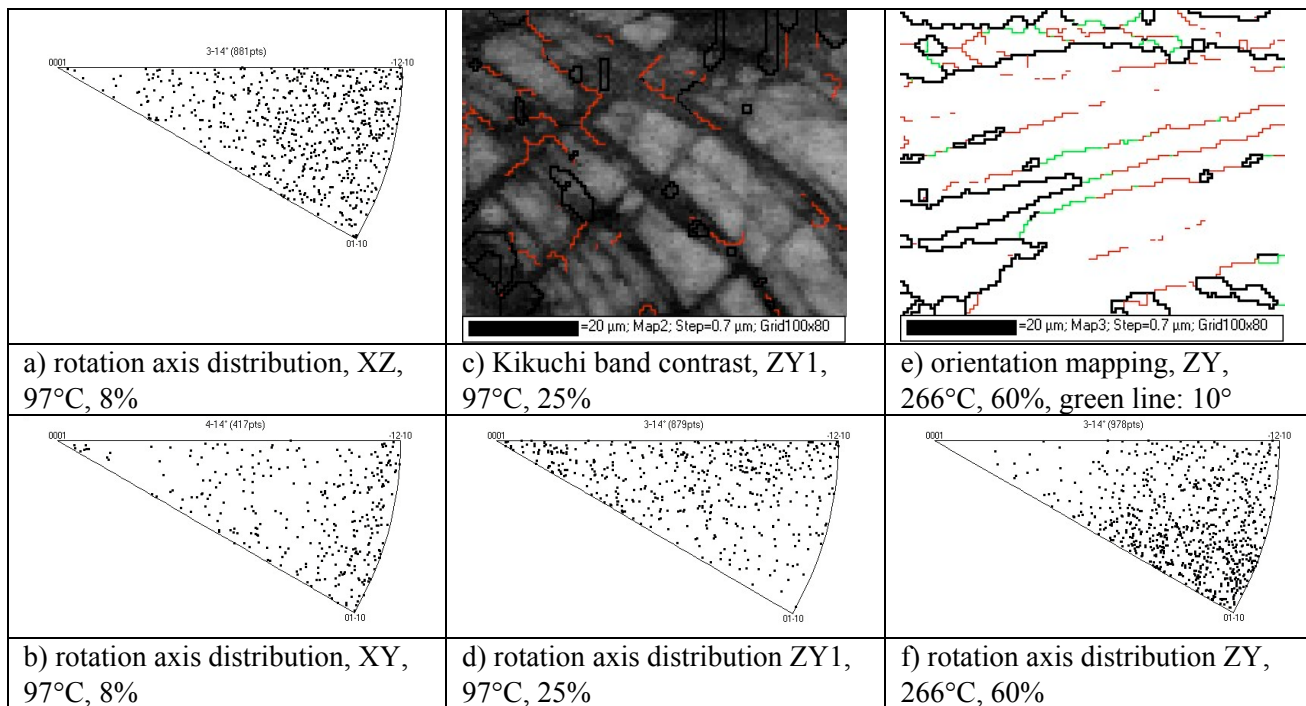 3-14° (881pts)
0001
-12-10
01-10
=20 µm; Map2; Step=0.7 µm; Grid100x80
=20 µm; Map3; Step=0.7 µm; Grid100x80
a) rotation axis distribution, XZ,
97°C, 8%
c) Kikuchi band contrast, ZY1,
97°C, 25%
e) orientation mapping, ZY,
266°C, 60%, green line: 10°
4-14° (417pts)
0001
-12-10
01-10
3-14° (879pts)
0001
-12-10
01-10
3-14° (978pts)
0001
-12-10
01-10
b) rotation axis distribution, XY,
97°C, 8%
d) rotation axis distribution ZY1,
97°C, 25%
f) rotation axis distribution ZY,
266°C, 60%